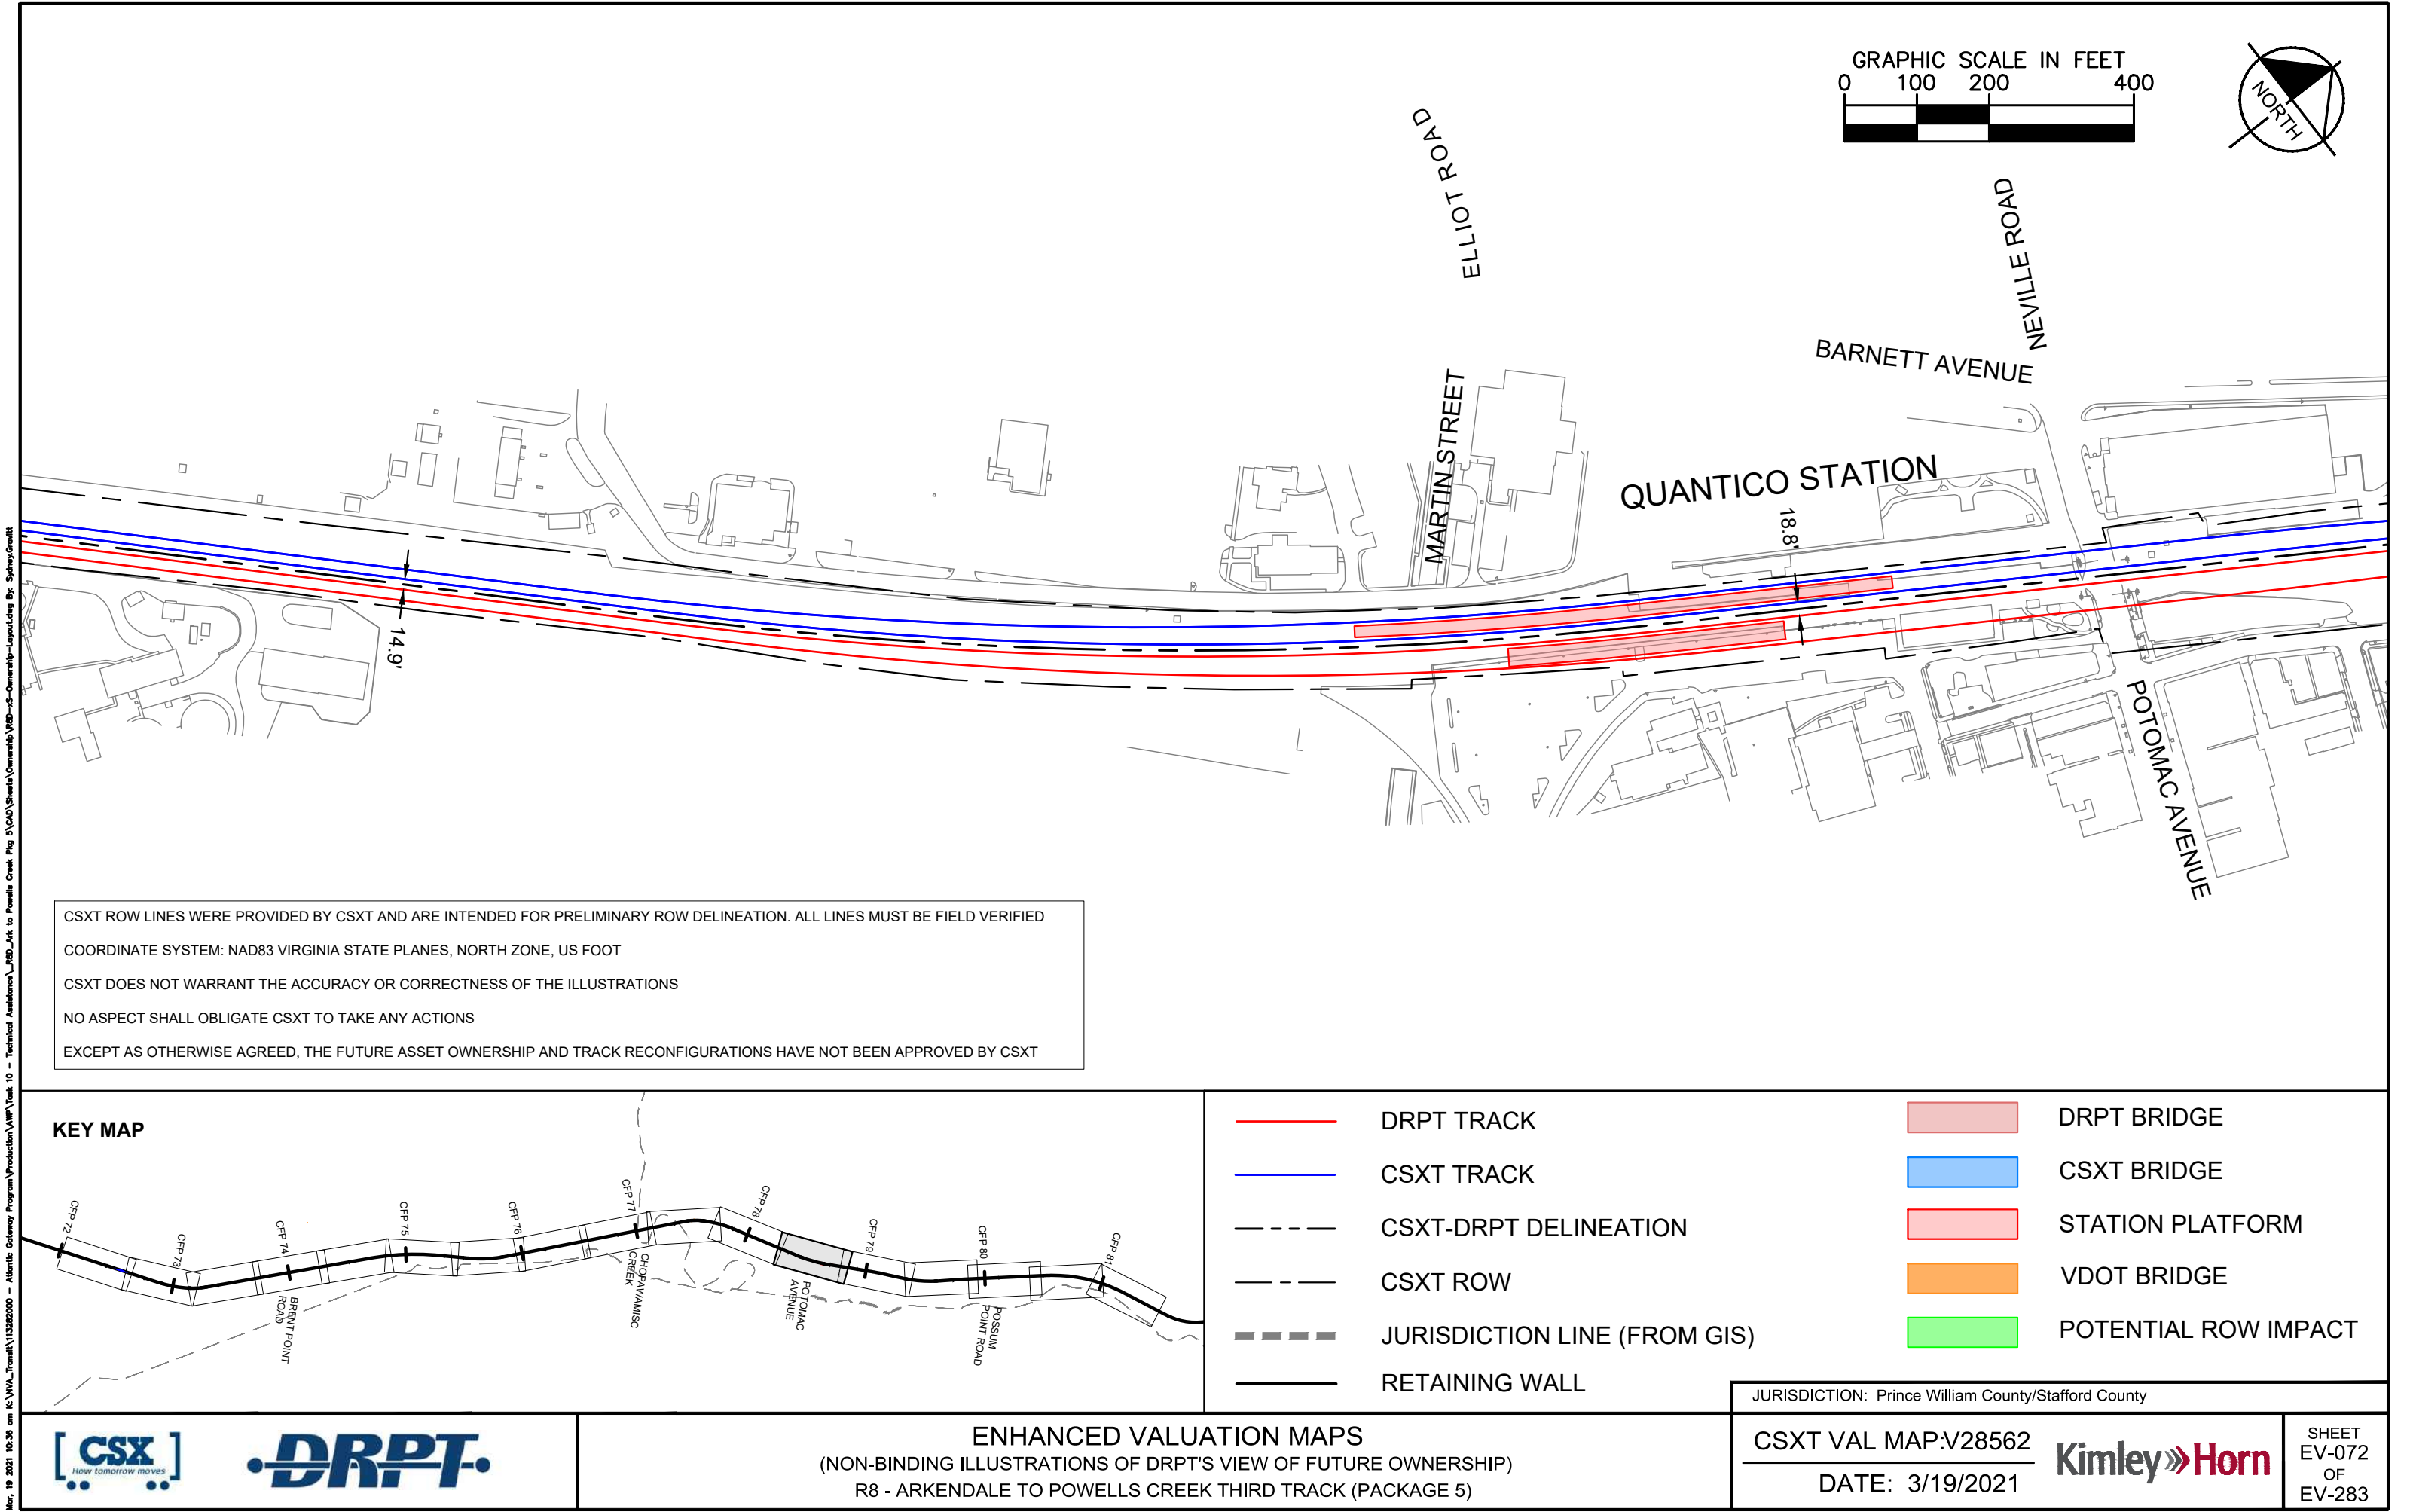 GRAPHIC SCALE IN FEET
0 100 200 400
NORTH
ELLIOT ROAD
NEVILLE ROAD
BARNETT AVENUE
MARTIN STREET
QUANTICO STATION
18.8'
14.9'
POTOMAC AVENUE
CSXT ROW LINES WERE PROVIDED BY CSXT AND ARE INTENDED FOR PRELIMINARY ROW DELINEATION. ALL LINES MUST BE FIELD VERIFIED
COORDINATE SYSTEM: NAD83 VIRGINIA STATE PLANES, NORTH ZONE, US FOOT
CSXT DOES NOT WARRANT THE ACCURACY OR CORRECTNESS OF THE ILLUSTRATIONS
NO ASPECT SHALL OBLIGATE CSXT TO TAKE ANY ACTIONS
EXCEPT AS OTHERWISE AGREED, THE FUTURE ASSET OWNERSHIP AND TRACK RECONFIGURATIONS HAVE NOT BEEN APPROVED BY CSXT
KEY MAP
CFP 72
CFP 73
CFP 74
BRENT POINT
ROAD
CFP 75
CFP 76
CFP 77
CHOPAWAMSIC
CREEK
CFP 78
POTOMAC
AVENUE
CFP 79
CFP 80
POSSUM
POINT ROAD
CFP 81
DRPT TRACK
CSXT TRACK
CSXT-DRPT DELINEATION
CSXT ROW
JURISDICTION LINE (FROM GIS)
RETAINING WALL
DRPT BRIDGE
CSXT BRIDGE
STATION PLATFORM
VDOT BRIDGE
POTENTIAL ROW IMPACT
JURISDICTION: Prince William County/Stafford County
CSX
How tomorrow moves
DRPT
ENHANCED VALUATION MAPS
(NON-BINDING ILLUSTRATIONS OF DRPT'S VIEW OF FUTURE OWNERSHIP)
R8 - ARKENDALE TO POWELLS CREEK THIRD TRACK (PACKAGE 5)
CSXT VAL MAP:V28562
DATE: 3/19/2021
Kimley»Horn
SHEET
EV-072
OF
EV-283